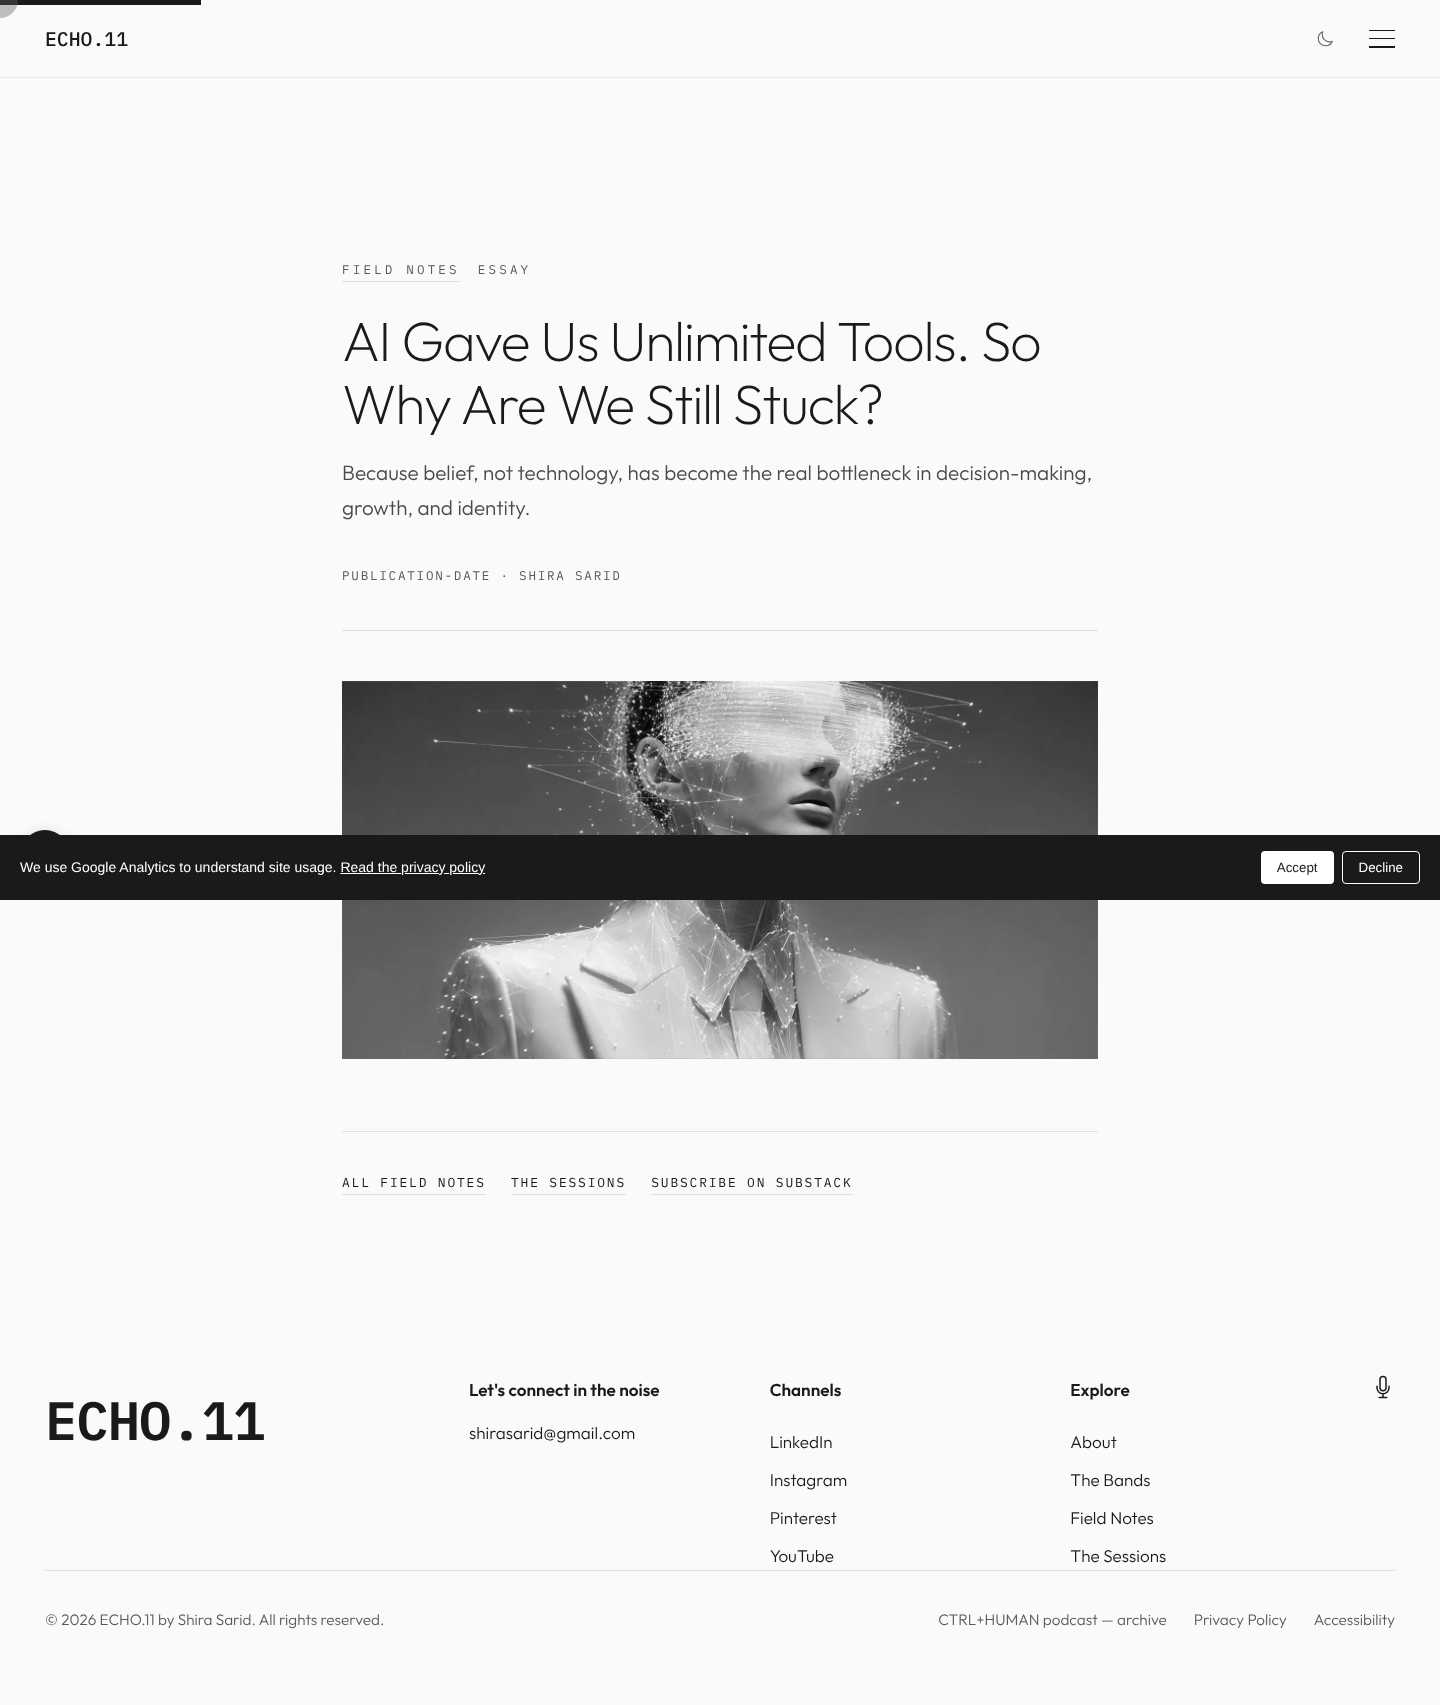 ECHO.11
FIELD NOTES ESSAY
AI Gave Us Unlimited Tools. So
Why Are We Still Stuck?
Because belief, not technology, has become the real bottleneck in decision-making,
growth, and identity.
PUBLICATION-DATE · SHIRA SARID
We use Google Analytics to understand site usage. Read the privacy policy
Accept
Decline
ALL FIELD NOTES THE SESSIONS SUBSCRIBE ON SUBSTACK
ECHO.11
Let's connect in the noise
shirasarid@gmail.com
Channels
LinkedIn
Instagram
Pinterest
YouTube
Explore
About
The Bands
Field Notes
The Sessions
© 2026 ECHO.11 by Shira Sarid. All rights reserved.
CTRL+HUMAN podcast — archive Privacy Policy Accessibility